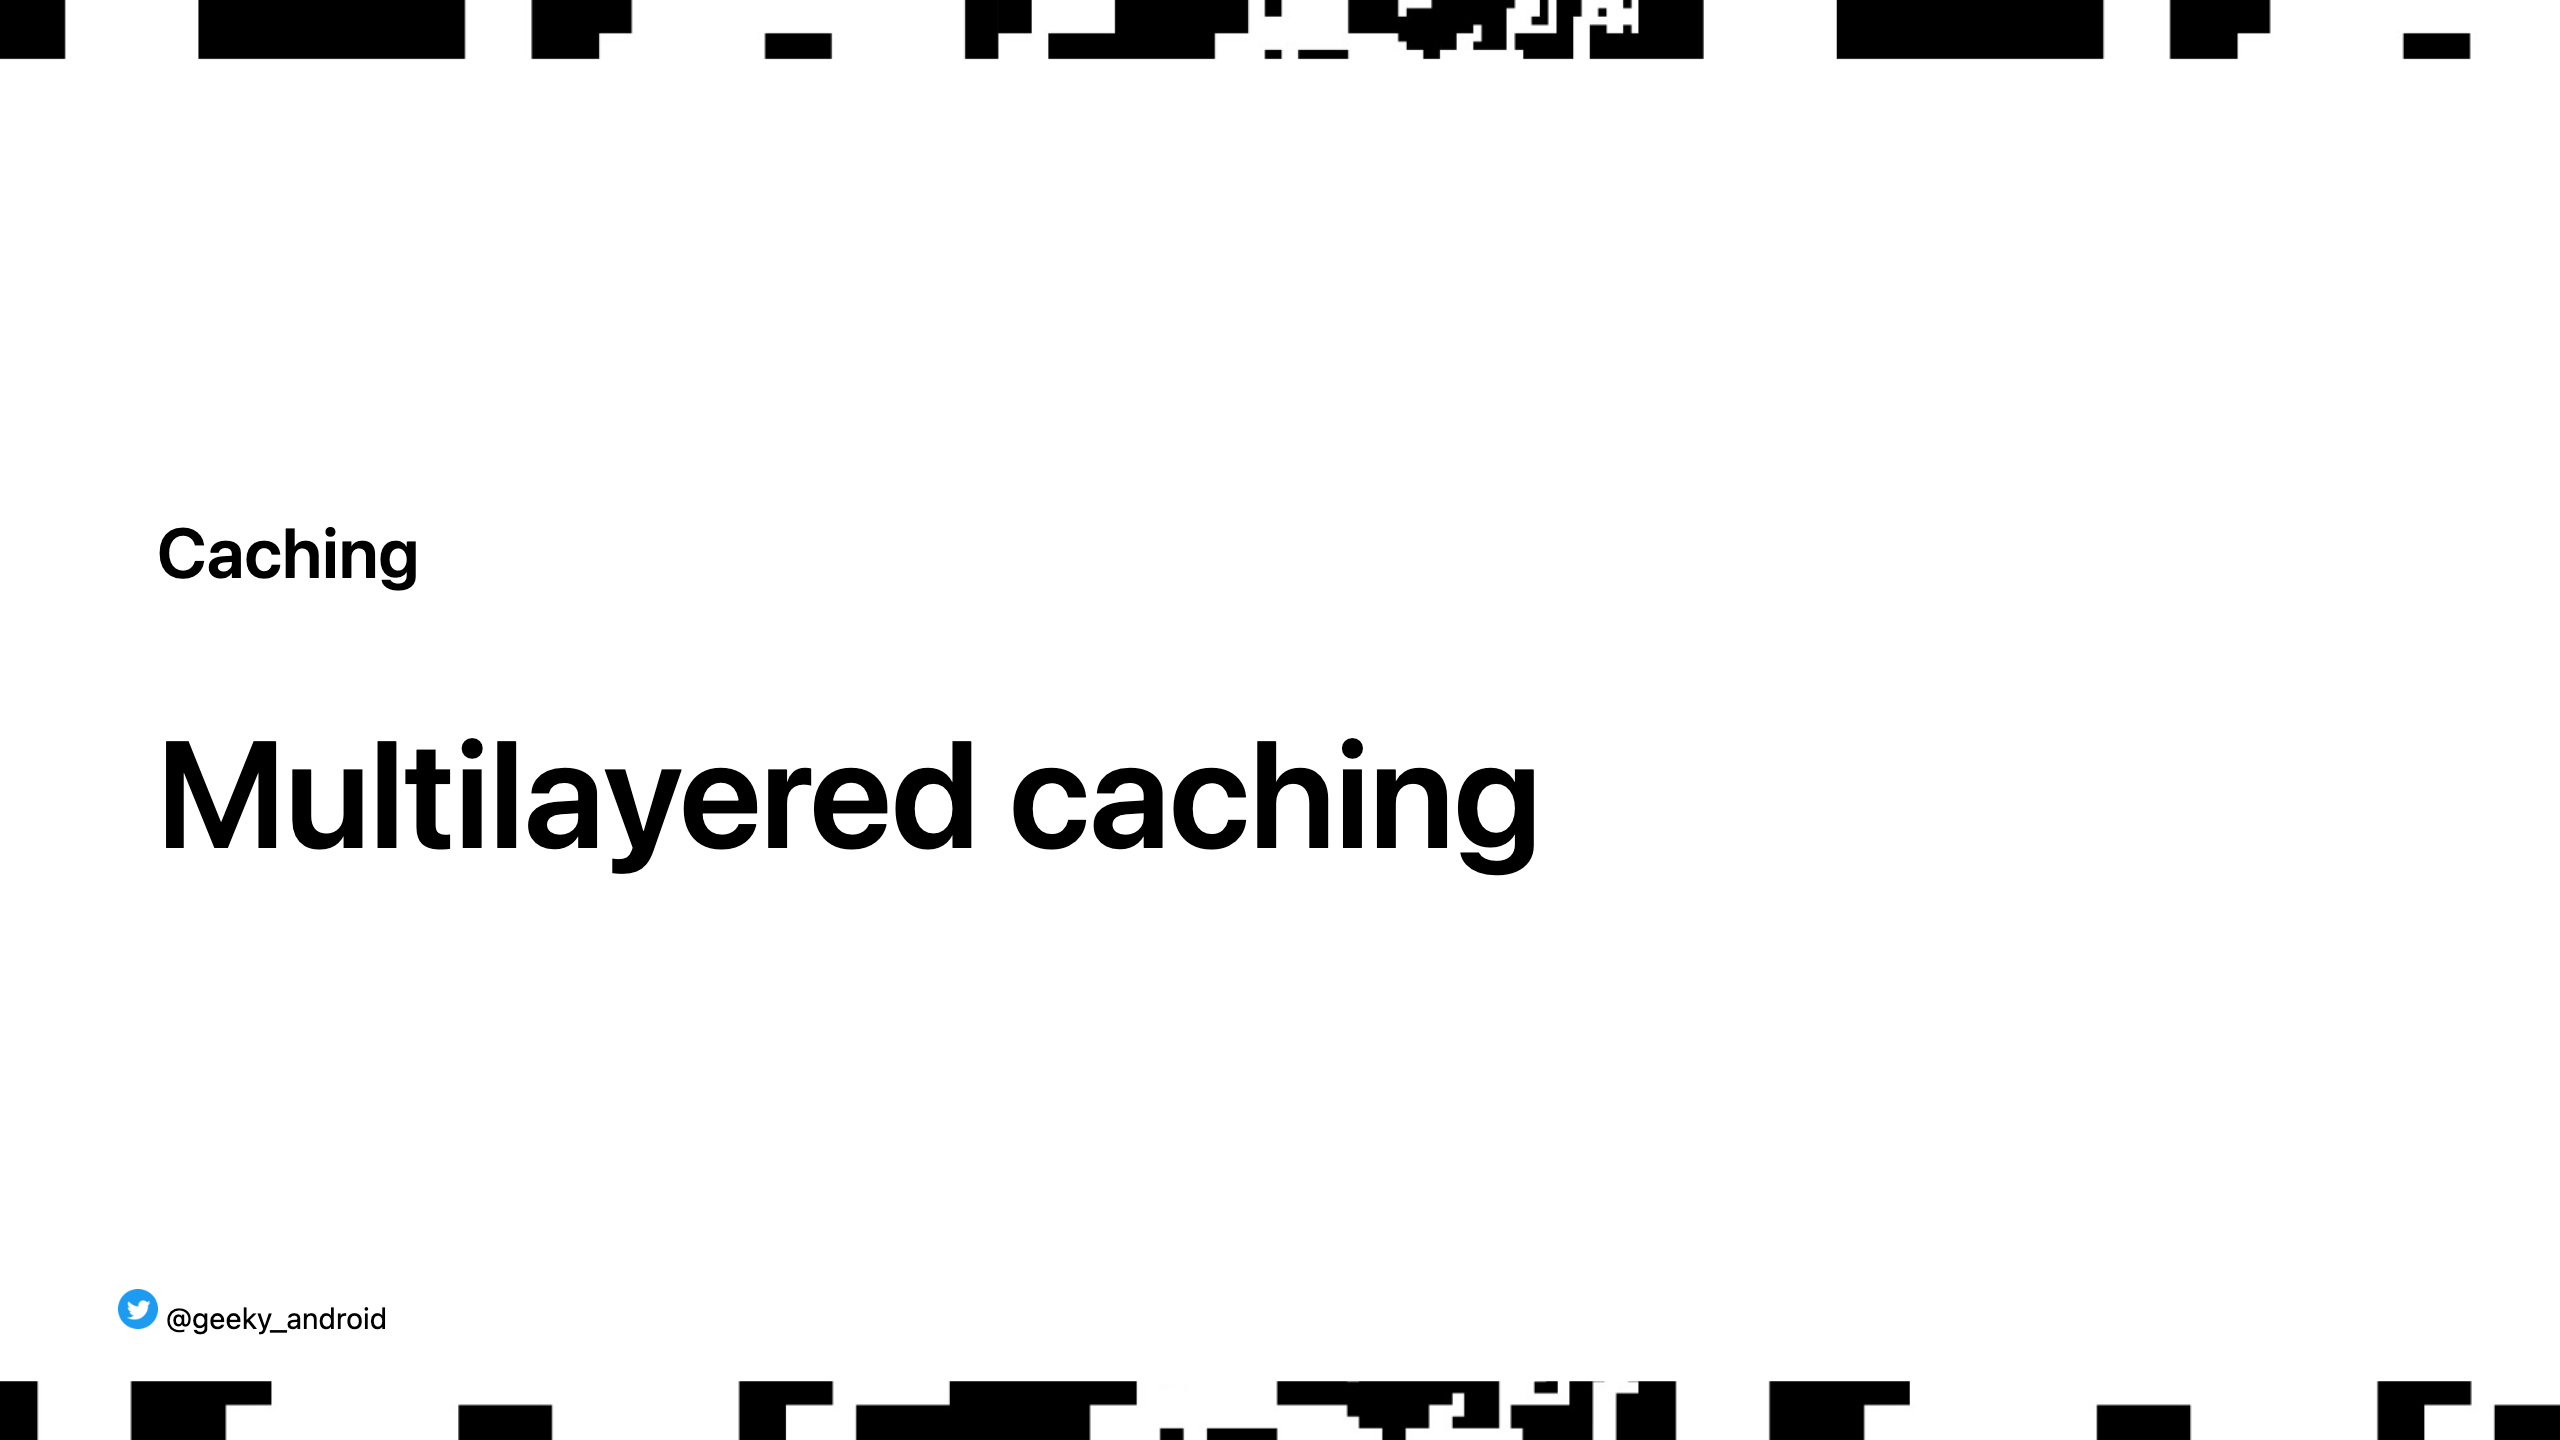 Caching
Multilayered caching
@geeky_android